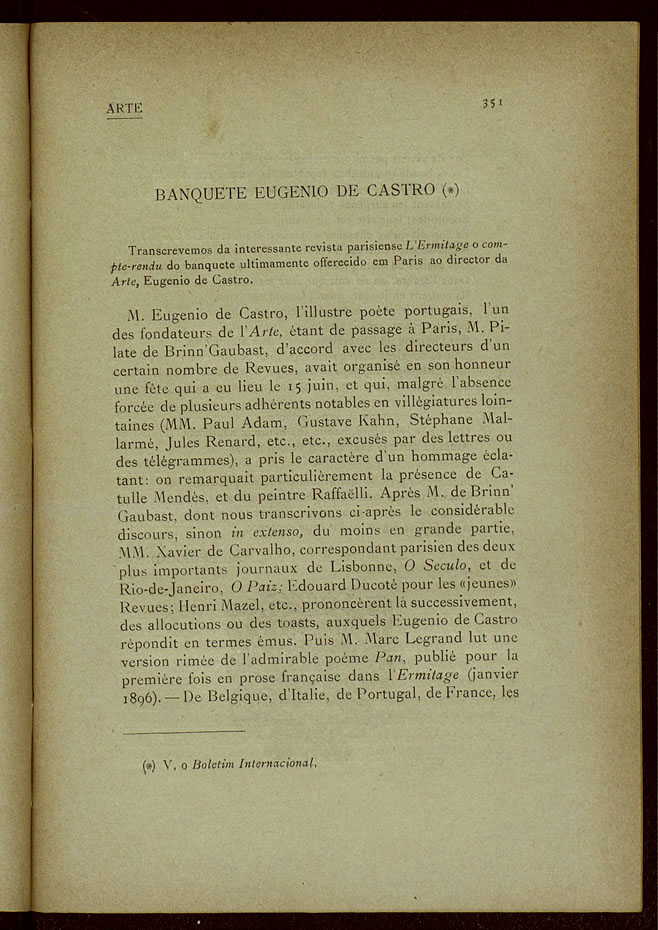 ARTE
351
BANQUETE EUGENIO DE CASTRO (*)
Transcrevemos da interessante revista parisiense L'Ermitage o com-
pte-rendu do banquete ultimamente offerecido em Paris ao director da
Arte, Eugenio de Castro.
M. Eugenio de Castro, l'illustre poète portugais, l'un
des fondateurs de l'Arte, étant de passage à Paris, M. Pi-
late de Brinn'Gaubast, d'accord avec les directeurs d'un
certain nombre de Revues, avait organisé en son honneur
une fête qui a eu lieu le 15 juin, et qui, malgré l'absence
forcée de plusieurs adhérents notables en villégiatures loin-
taines (MM. Paul Adam, Gustave Kahn, Stéphane Mal-
larmé, Jules Renard, etc., etc., excusés par des lettres ou
des télégrammes), a pris le caractère d'un hommage écla-
tant: on remarquait particulièrement la présence de Ca-
tulle Mendès, et du peintre Raffaëlli. Après M. de Brinn'
Gaubast, dont nous transcrivons ci-après le considérable
discours, sinon in extenso, du moins en grande partie,
MM. Xavier de Carvalho, correspondant parisien des deux
plus importants journaux de Lisbonne, O Seculo, et de
Rio-de-Janeiro, O Paiz; Edouard Ducoté pour les «jeunes»
Revues; Henri Mazel, etc., prononcèrent là successivement,
des allocutions ou des toasts, auxquels Eugenio de Castro
répondit en termes émus. Puis M. Marc Legrand lut une
version rimée de l'admirable poéme Pan, publié pour la
première fois en prose française dans l'Ermitage (janvier
1896). — De Belgique, d'Italie, de Portugal, de France, les
(*) V, o Boletim Internacional.